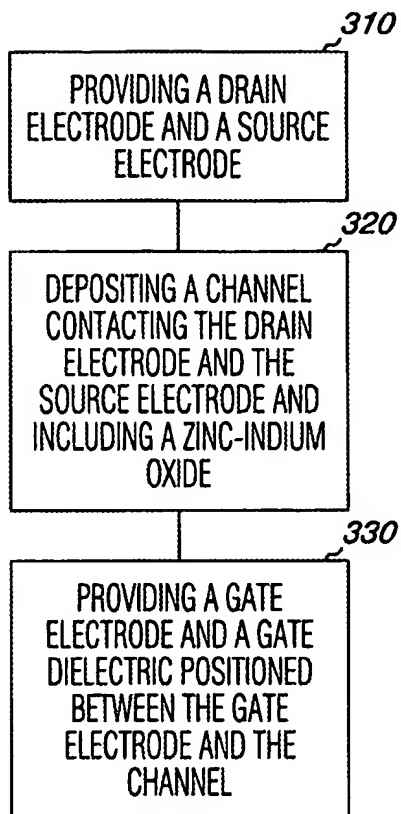 310
PROVIDING A DRAIN
ELECTRODE AND A SOURCE
ELECTRODE
320
DEPOSITING A CHANNEL
CONTACTING THE DRAIN
ELECTRODE AND THE
SOURCE ELECTRODE AND
INCLUDING A ZINC-INDIUM
OXIDE
330
PROVIDING A GATE
ELECTRODE AND A GATE
DIELECTRIC POSITIONED
BETWEEN THE GATE
ELECTRODE AND THE
CHANNEL